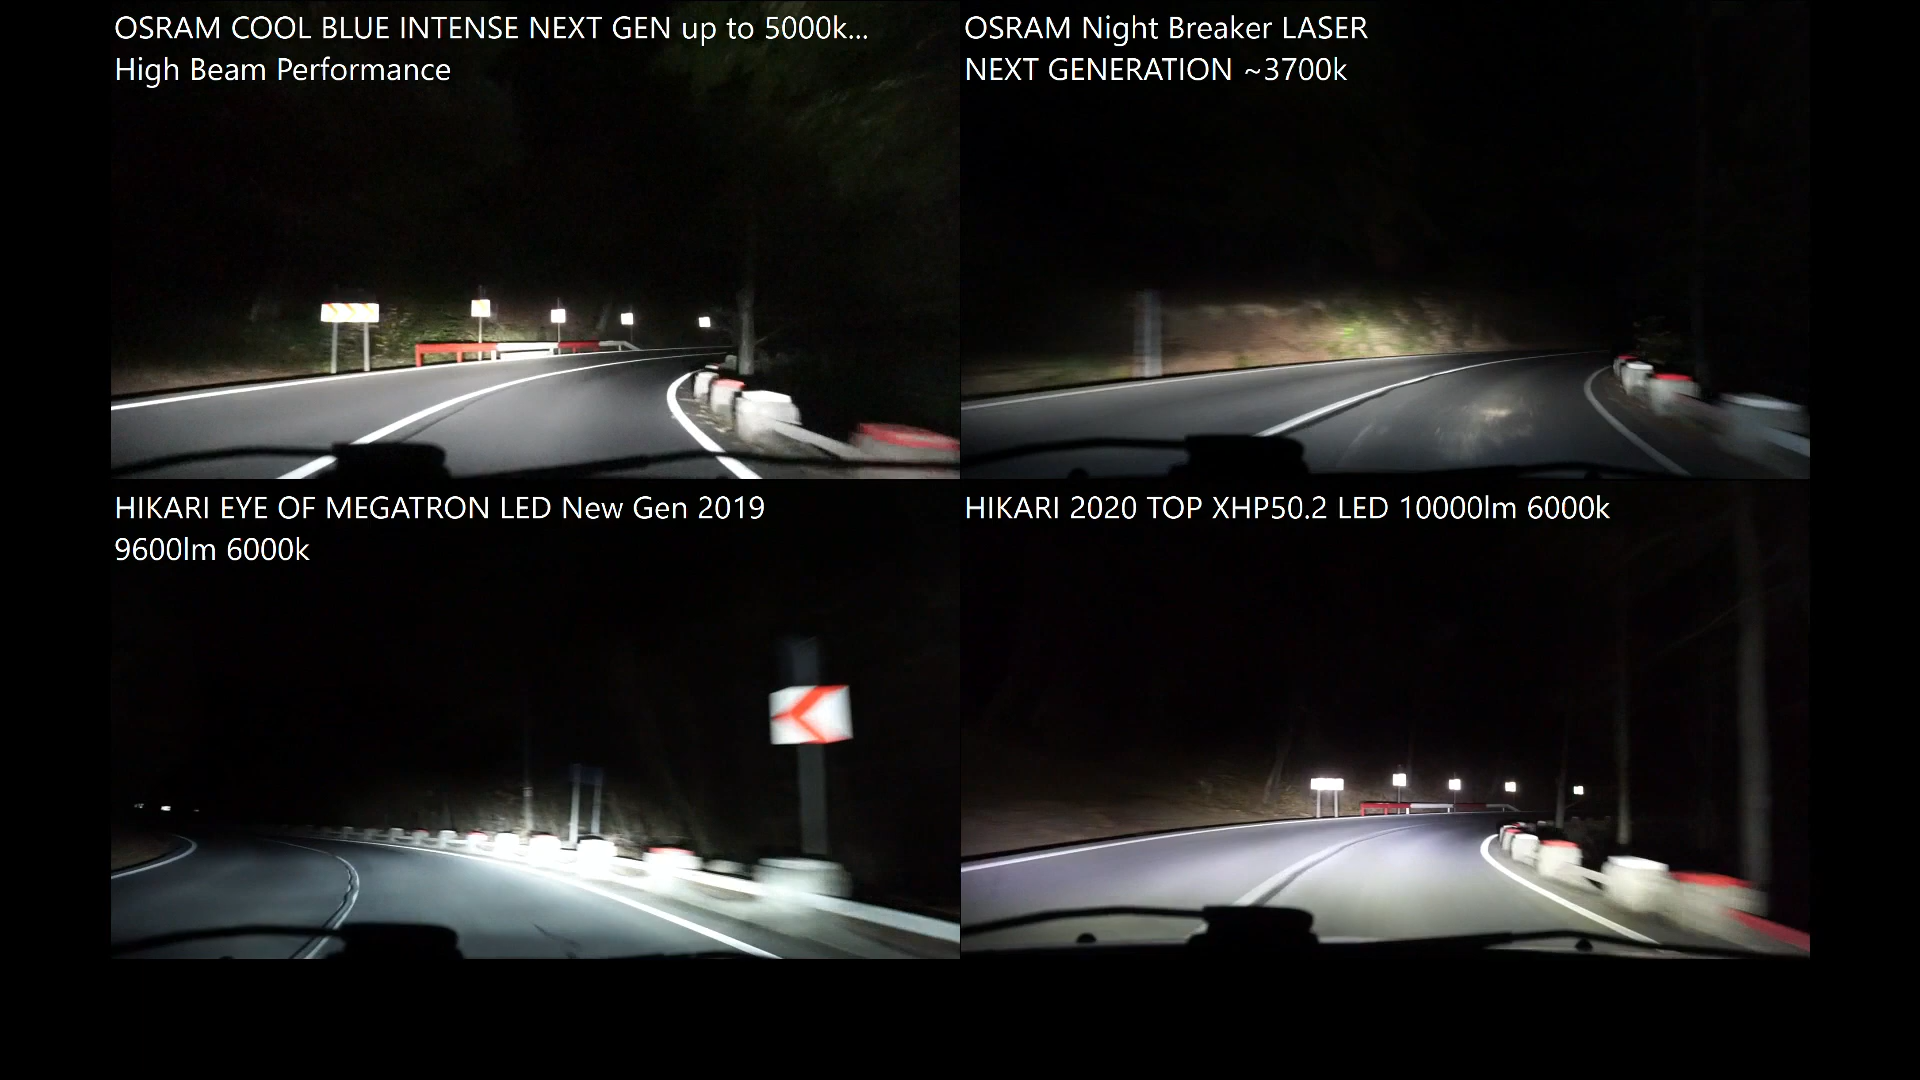 OSRAM COOL BLUE INTENSE NEXT GEN up to 5000k...
High Beam Performance
OSRAM Night Breaker LASER
NEXT GENERATION ~3700k
HIKARI EYE OF MEGATRON LED New Gen 2019
9600lm 6000k
HIKARI 2020 TOP XHP50.2 LED 10000lm 6000k